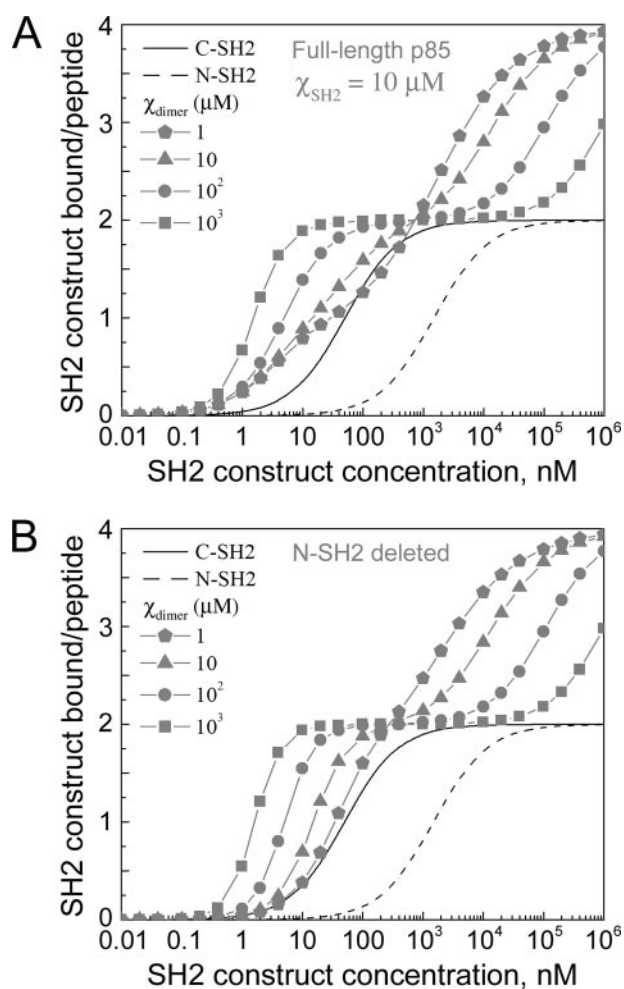 A
C-SH2
N-SH2
χdimer (μM)
1
10
10²
10³
Full-length p85
χSH2 = 10 μM
SH2 construct bound/peptide
4
3
2
1
0
0.01 0.1 1 10 100 10³ 10⁴ 10⁵ 10⁶
SH2 construct concentration, nM
B
C-SH2
N-SH2
χdimer (μM)
1
10
10²
10³
N-SH2 deleted
SH2 construct bound/peptide
4
3
2
1
0
0.01 0.1 1 10 100 10³ 10⁴ 10⁵ 10⁶
SH2 construct concentration, nM